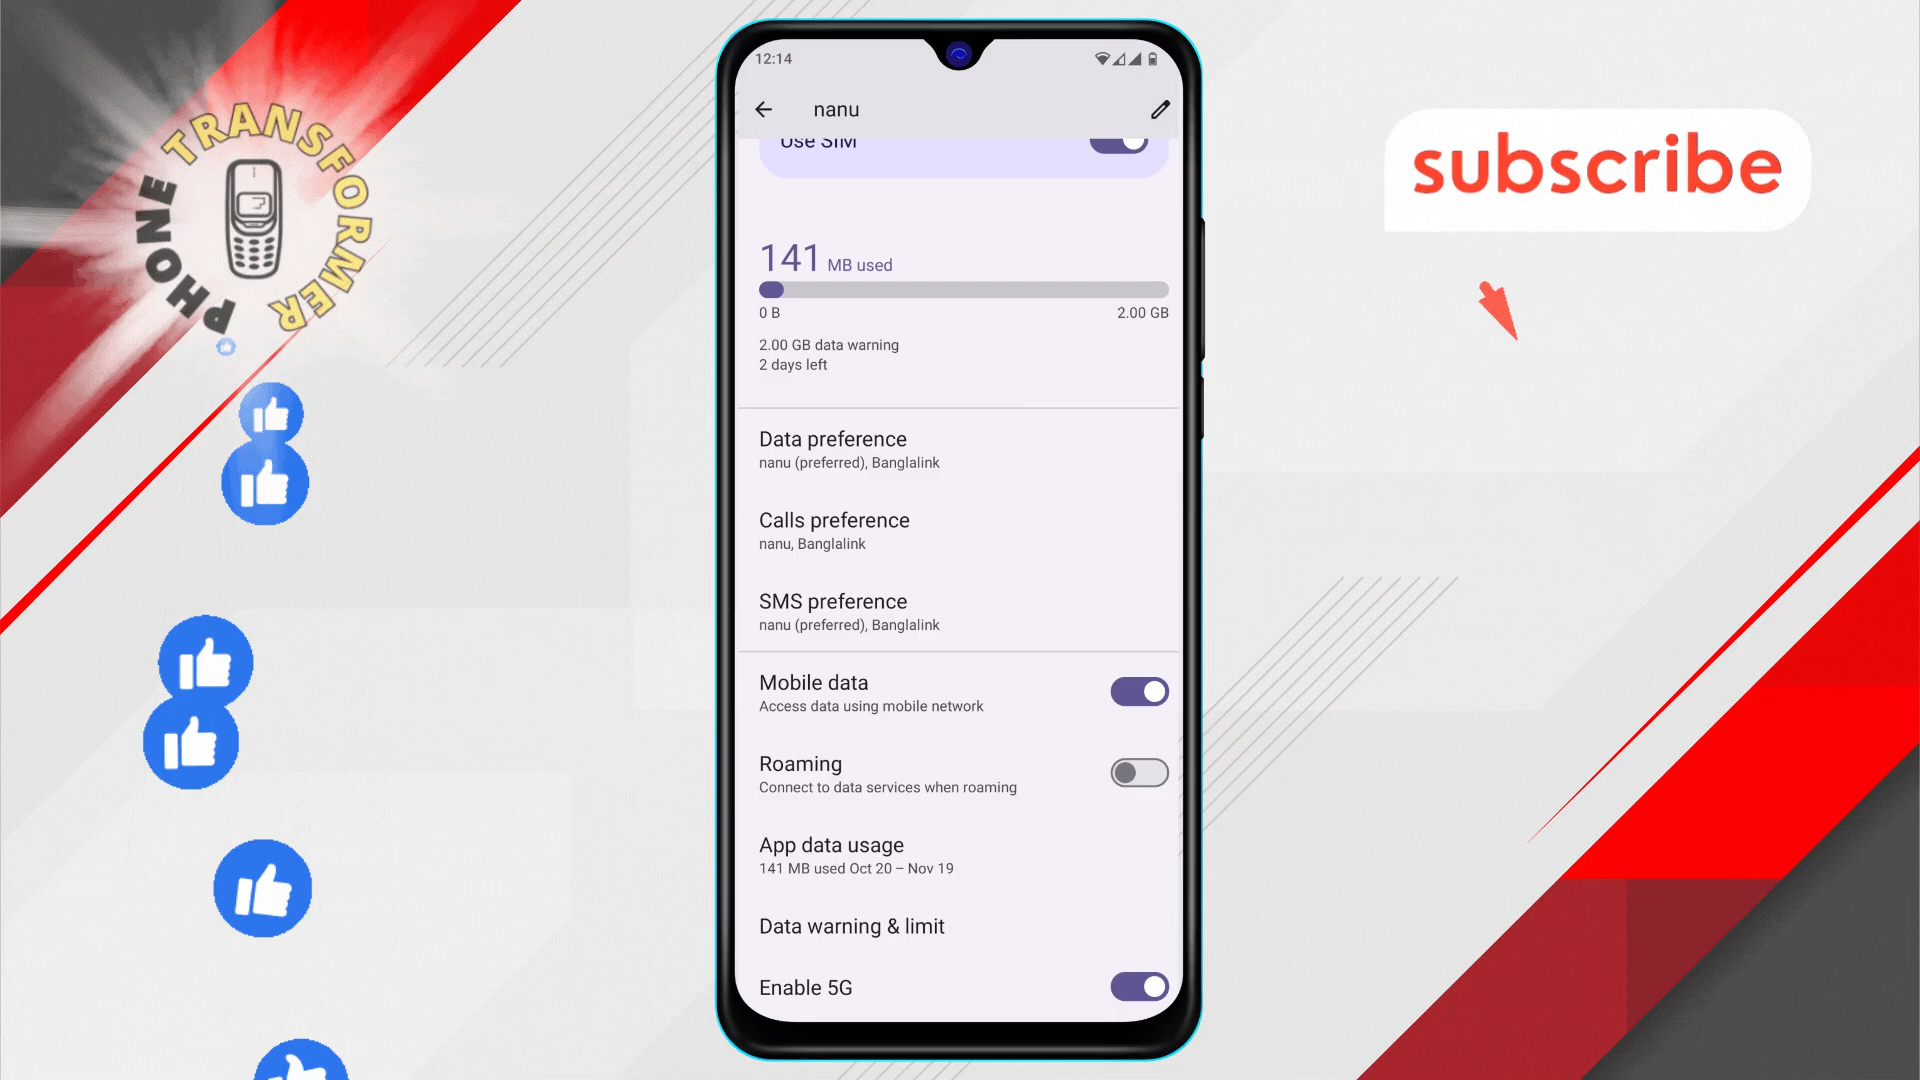 PHONE TRANSFORMER
subscribe
12:14
nanu
Use SIM
141 MB used
0 B
2.00 GB
2.00 GB data warning
2 days left
Data preference
nanu (preferred), Banglalink
Calls preference
nanu, Banglalink
SMS preference
nanu (preferred), Banglalink
Mobile data
Access data using mobile network
Roaming
Connect to data services when roaming
App data usage
141 MB used Oct 20 – Nov 19
Data warning & limit
Enable 5G